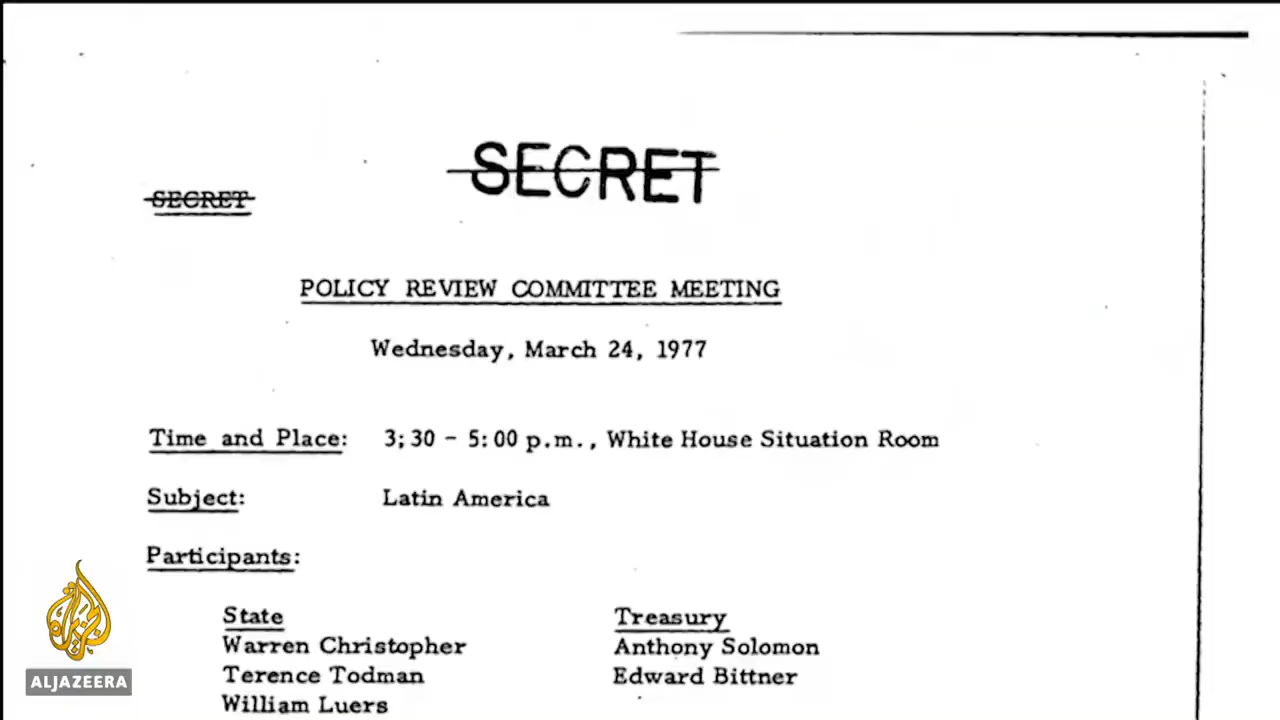 SECRET
SECRET
POLICY REVIEW COMMITTEE MEETING
Wednesday, March 24, 1977
Time and Place: 3;30 - 5:00 p.m., White House Situation Room
Subject: Latin America
Participants:
State Treasury
Warren Christopher Anthony Solomon
Terence Todman Edward Bittner
William Luers
الجزيرة
ALJAZEERA